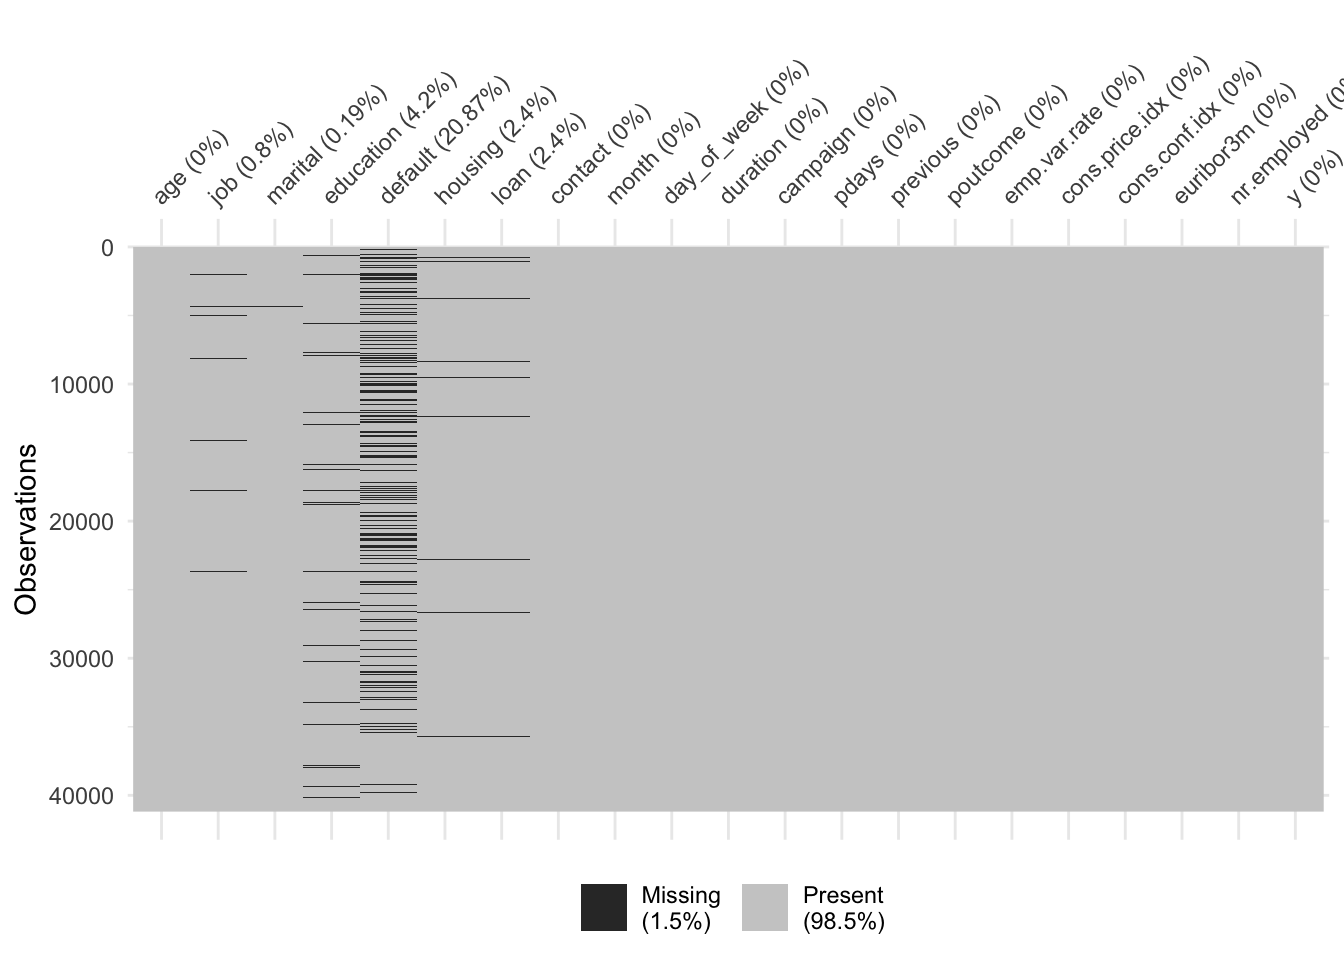 age (0%)
job (0.8%)
marital (0.19%)
education (4.2%)
default (20.87%)
housing (2.4%)
loan (2.4%)
contact (0%)
month (0%)
day_of_week (0%)
duration (0%)
campaign (0%)
pdays (0%)
previous (0%)
poutcome (0%)
emp.var.rate (0%)
cons.price.idx (0%)
cons.conf.idx (0%)
euribor3m (0%)
nr.employed (0%
y (0%)
0
10000
20000
30000
40000
Observations
Missing
(1.5%)
Present
(98.5%)